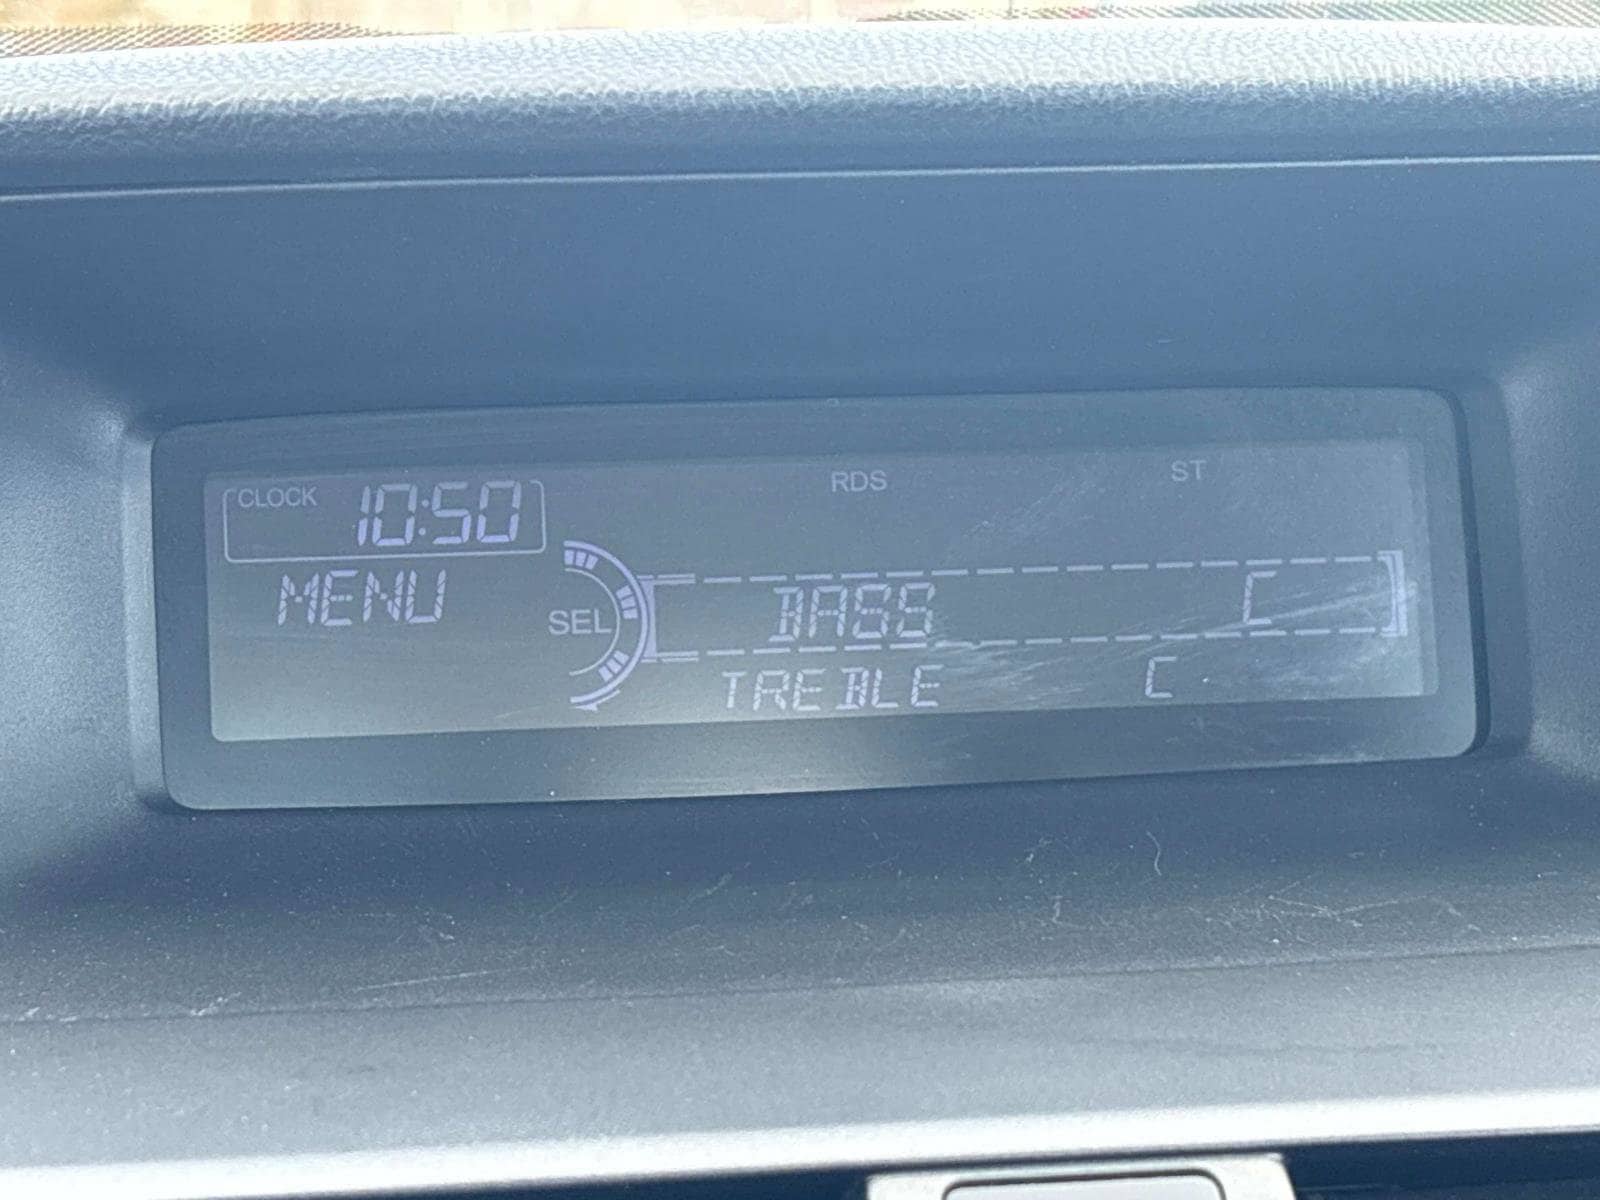 CLOCK 10:50
RDS ST
MENU
SEL
BASS C
TREBLE C